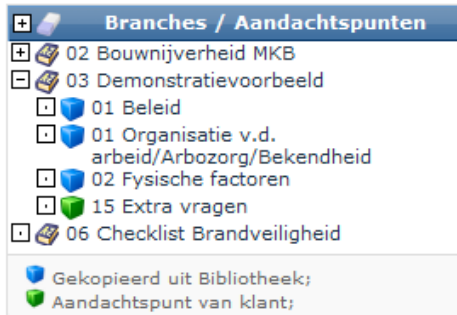 Branches / Aandachtspunten
02 Bouwnijverheid MKB
03 Demonstratievoorbeeld
01 Beleid
01 Organisatie v.d.
arbeid/Arbozorg/Bekendheid
02 Fysische factoren
15 Extra vragen
06 Checklist Brandveiligheid
Gekopieerd uit Bibliotheek;
Aandachtspunt van klant;